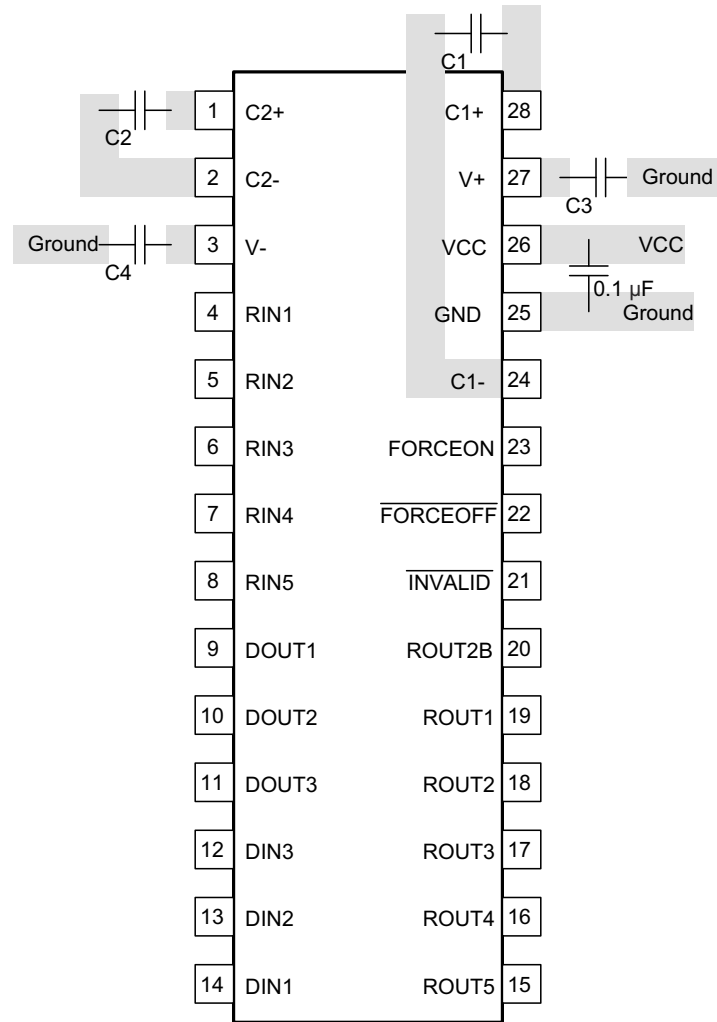 C1
1 C2+ C1+ 28
C2
2 C2- V+ 27 Ground
C3
Ground 3 V- VCC 26 VCC
C4
0.1 µF
4 RIN1 GND 25 Ground
5 RIN2 C1- 24
6 RIN3 FORCEON 23
7 RIN4 FORCEOFF 22
8 RIN5 INVALID 21
9 DOUT1 ROUT2B 20
10 DOUT2 ROUT1 19
11 DOUT3 ROUT2 18
12 DIN3 ROUT3 17
13 DIN2 ROUT4 16
14 DIN1 ROUT5 15